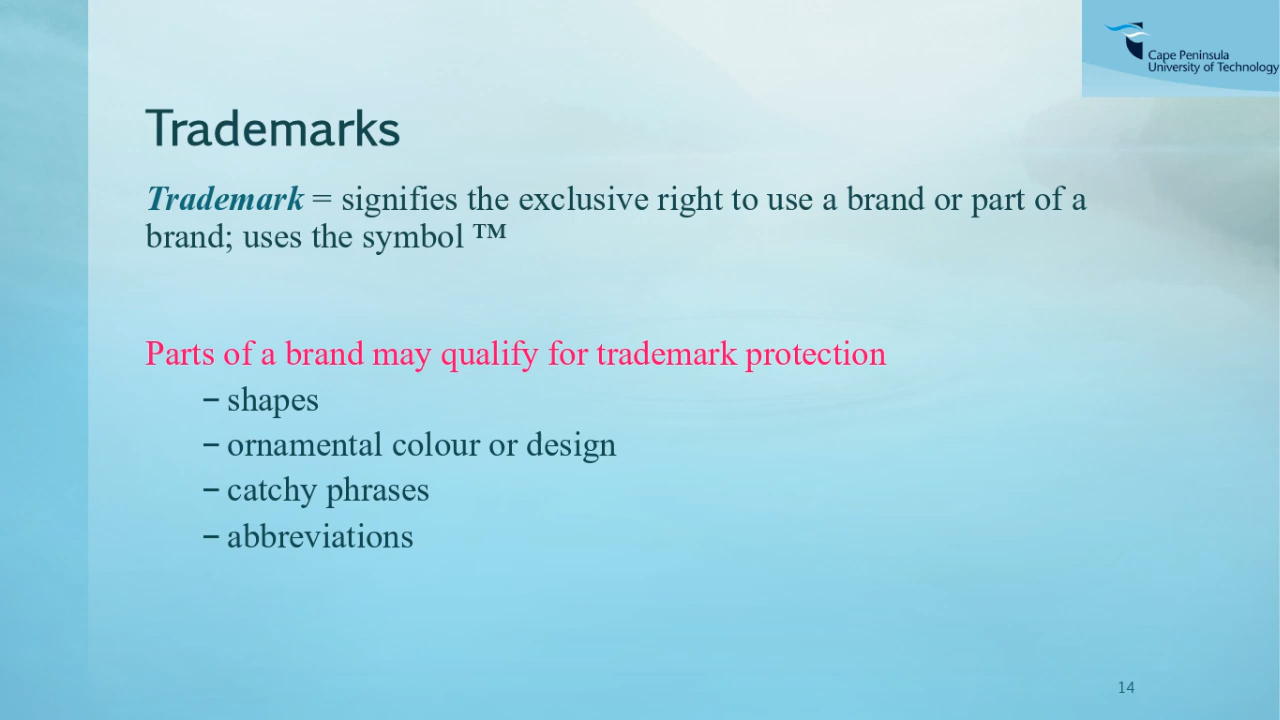 Cape Peninsula
University of Technology
Trademarks
Trademark = signifies the exclusive right to use a brand or part of a
brand; uses the symbol ™
Parts of a brand may qualify for trademark protection
– shapes
– ornamental colour or design
– catchy phrases
– abbreviations
14